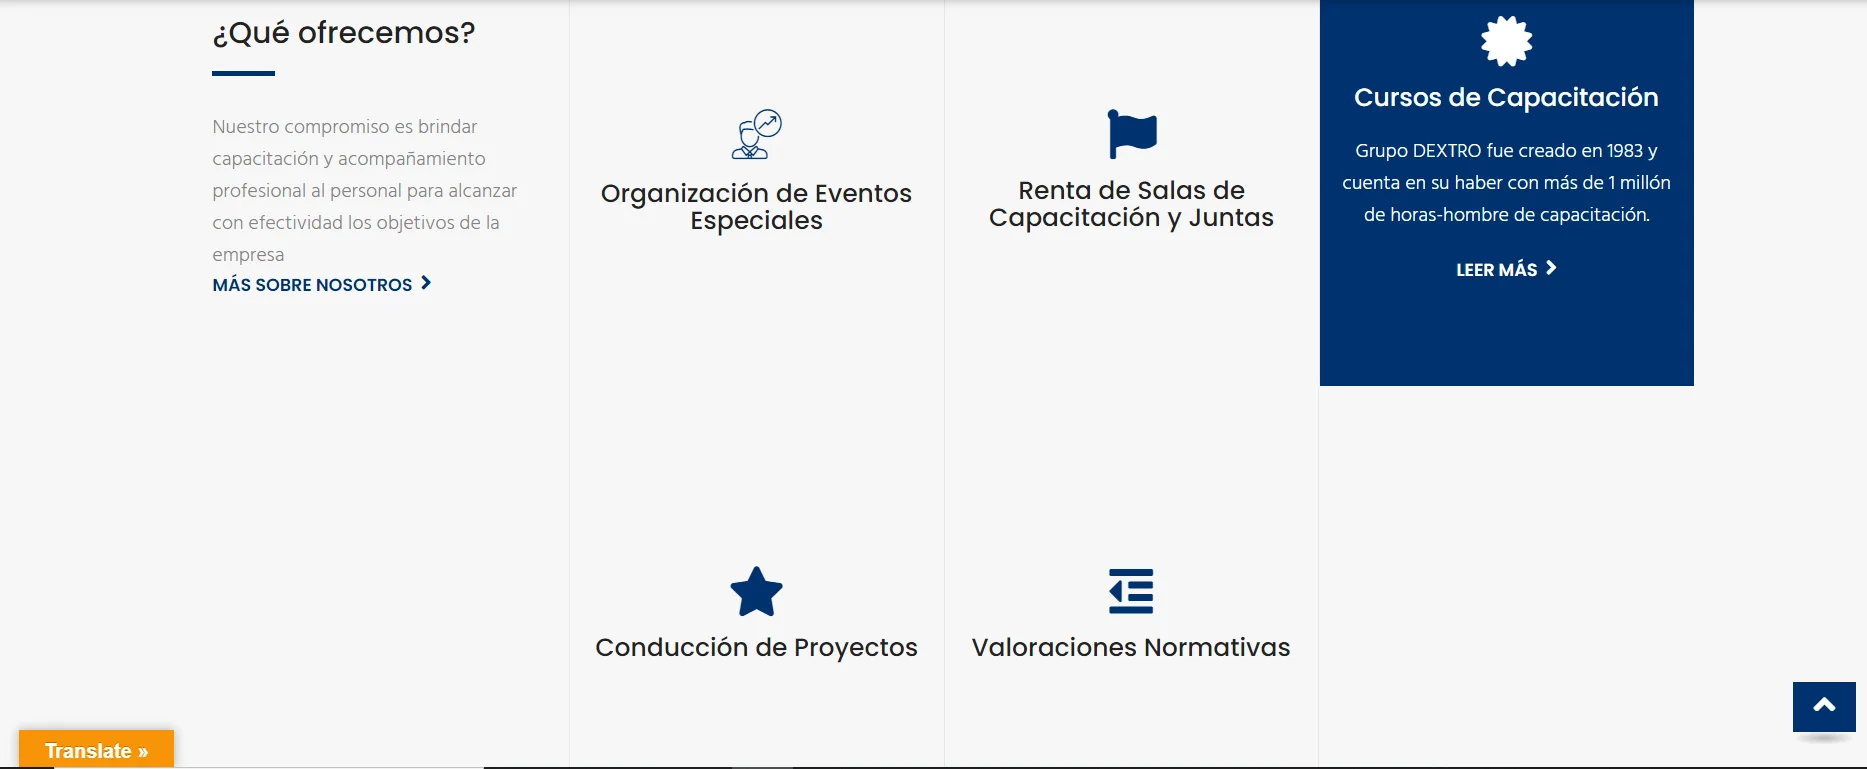 ¿Qué ofrecemos?
Nuestro compromiso es brindar
capacitación y acompañamiento
profesional al personal para alcanzar
con efectividad los objetivos de la
empresa
MÁS SOBRE NOSOTROS
Organización de Eventos
Especiales
Renta de Salas de
Capacitación y Juntas
Cursos de Capacitación
Grupo DEXTRO fue creado en 1983 y
cuenta en su haber con más de 1 millón
de horas-hombre de capacitación.
LEER MÁS
Conducción de Proyectos
Valoraciones Normativas
Translate »